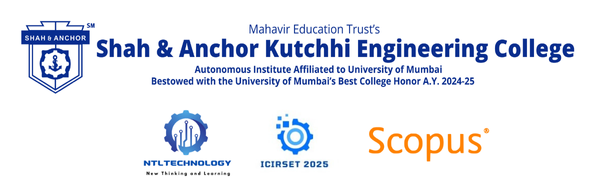 Mahavir Education Trust's
SHAH & ANCHOR
SM
Shah & Anchor Kutchhi Engineering College
Autonomous Institute Affiliated to University of Mumbai
Bestowed with the University of Mumbai's Best College Honor A.Y. 2024-25
NTLTECHNOLOGY
New Thinking and Learning
ICIRSET 2025
Scopus®